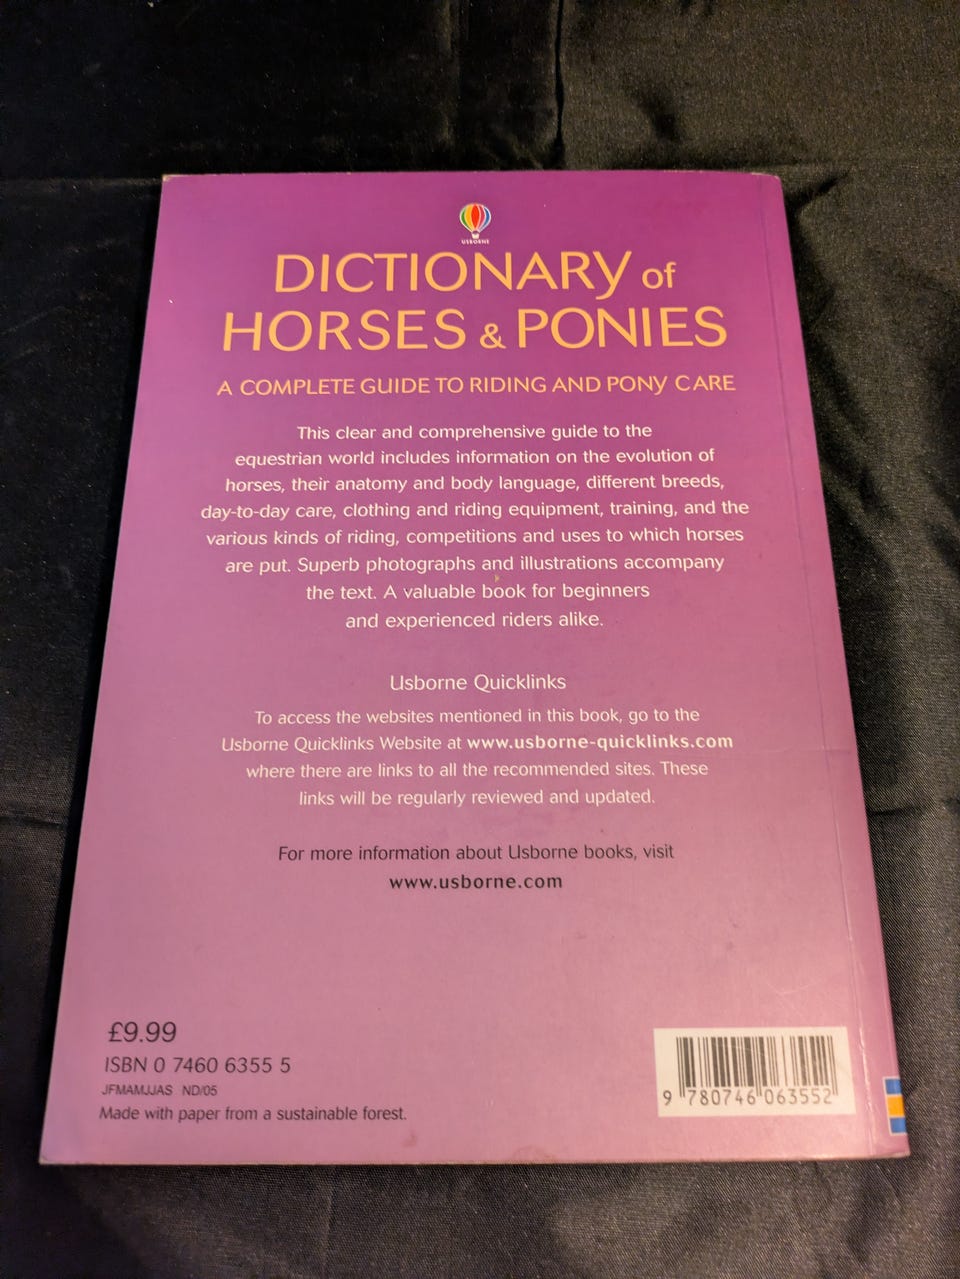 USBORNE
DICTIONARY of
HORSES & PONIES
A COMPLETE GUIDE TO RIDING AND PONY CARE
This clear and comprehensive guide to the
equestrian world includes information on the evolution of
horses, their anatomy and body language, different breeds,
day-to-day care, clothing and riding equipment, training, and the
various kinds of riding, competitions and uses to which horses
are put. Superb photographs and illustrations accompany
the text. A valuable book for beginners
and experienced riders alike.
Usborne Quicklinks
To access the websites mentioned in this book, go to the
Usborne Quicklinks Website at www.usborne-quicklinks.com
where there are links to all the recommended sites. These
links will be regularly reviewed and updated.
For more information about Usborne books, visit
www.usborne.com
£9.99
ISBN 0 7460 6355 5
JFMAMJJAS ND/05
Made with paper from a sustainable forest.
9 780746 063552